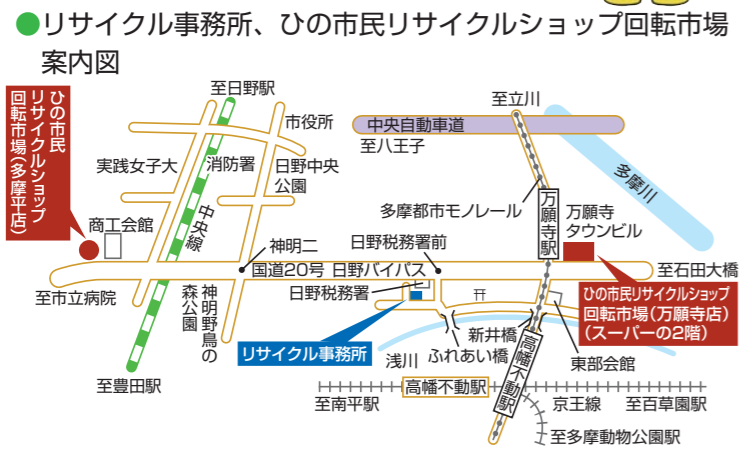 ●リサイクル事務所、ひの市民リサイクルショップ回転市場
案内図
至日野駅
市役所
至立川
中央自動車道
至八王子
ひの市民
リサイクルショップ
回転市場(多摩平店)
実践女子大
消防署
日野中央
公園
多摩川
商工会館
中央線
多摩都市モノレール
万願寺駅
万願寺
タウンビル
神明二
日野税務署前
国道20号 日野バイパス
至石田大橋
至市立病院
神明野鳥の
森公園
日野税務署
ひの市民リサイクルショップ
回転市場(万願寺店)
(スーパーの2階)
リサイクル事務所
浅川
ふれあい橋
新井橋
高幡不動駅
東部会館
至豊田駅
高幡不動駅
至南平駅
京王線
至百草園駅
至多摩動物公園駅